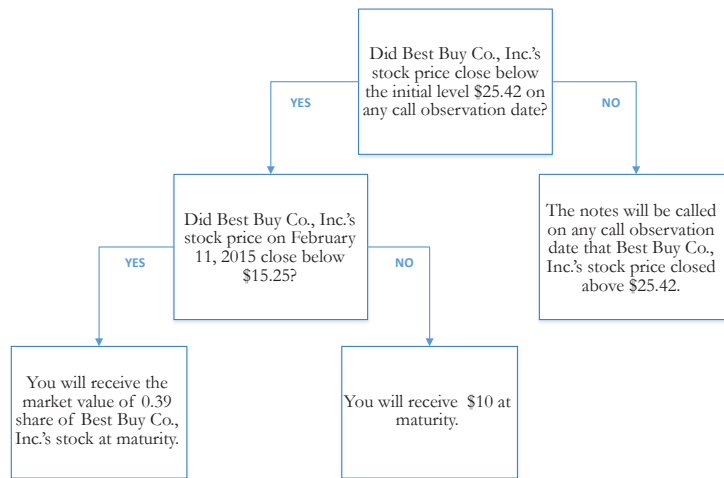 Did Best Buy Co., Inc.'s
stock price close below
the initial level $25.42 on
any call observation date?
YES
NO
Did Best Buy Co., Inc.'s
stock price on February
11, 2015 close below
$15.25?
The notes will be called
on any call observation
date that Best Buy Co.,
Inc.'s stock price closed
above $25.42.
YES
NO
You will receive the
market value of 0.39
share of Best Buy Co.,
Inc.'s stock at maturity.
You will receive $10 at
maturity.